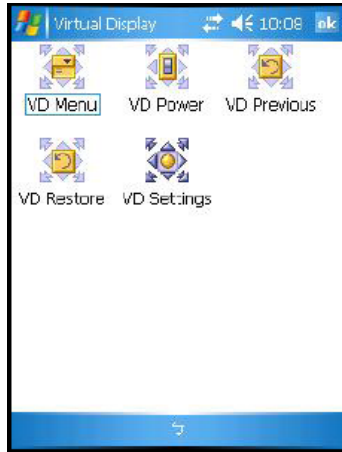 Virtual Display 10:08 ok
VD Menu VD Power VD Previous
VD Restore VD Settings